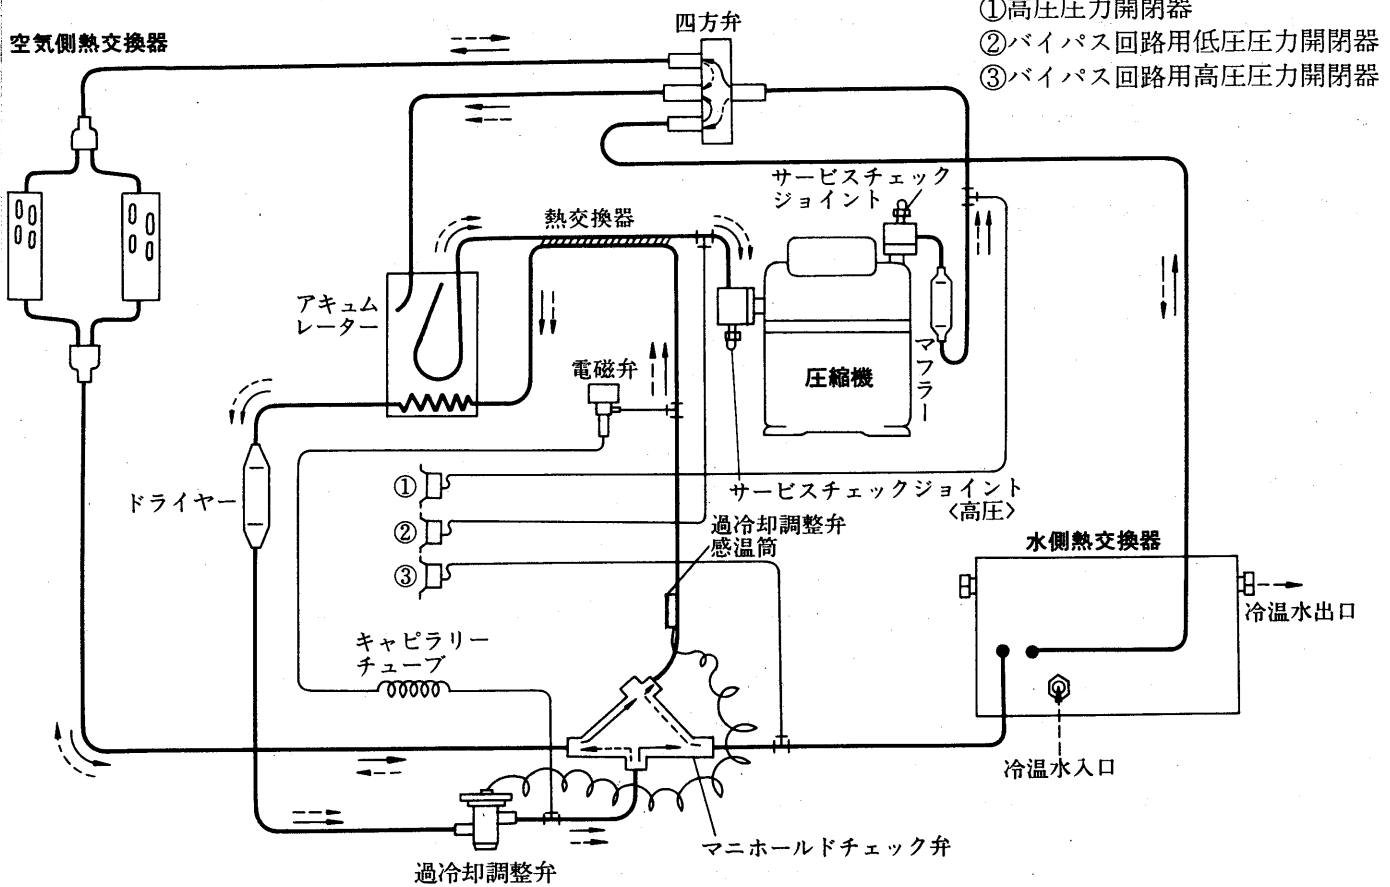 ①高圧圧力開閉器
②バイパス回路用低圧圧力開閉器
③バイパス回路用高圧圧力開閉器
四方弁
空気側熱交換器
サービスチェック
ジョイント
熱交換器
アキュム
レーター
電磁弁
圧縮機
マフラー
ドライヤー
①
②
③
サービスチェックジョイント
<高圧>
過冷却調整弁
感温筒
水側熱交換器
冷温水出口
キャピラリー
チューブ
冷温水入口
マニホールドチェック弁
過冷却調整弁